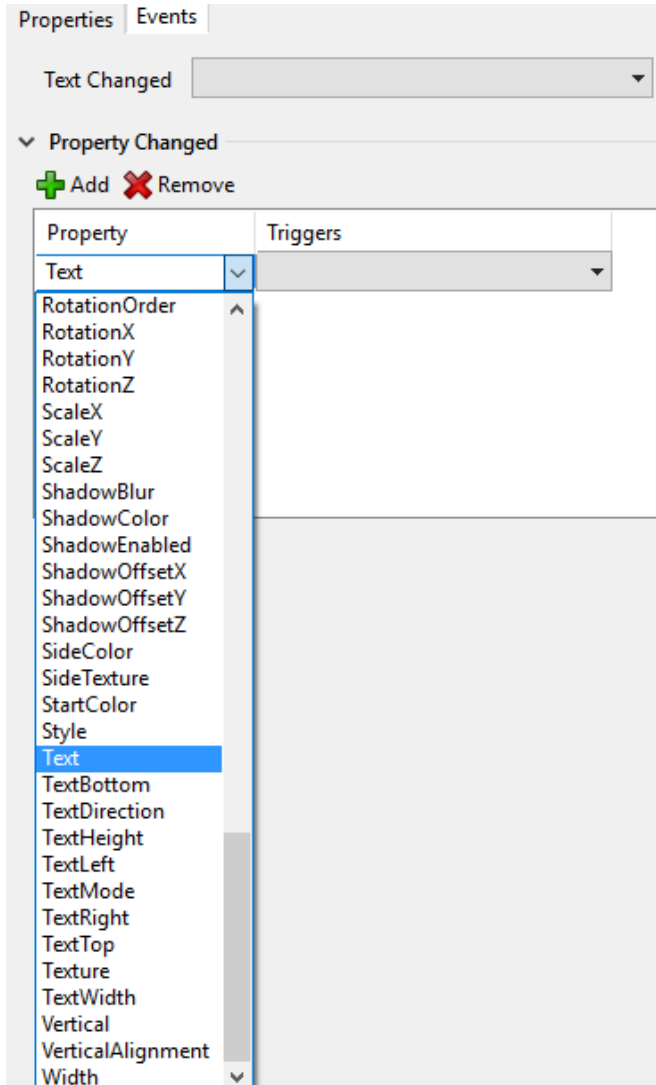 Properties Events
Text Changed
Property Changed
Add Remove
Property Triggers
Text
RotationOrder
RotationX
RotationY
RotationZ
ScaleX
ScaleY
ScaleZ
ShadowBlur
ShadowColor
ShadowEnabled
ShadowOffsetX
ShadowOffsetY
ShadowOffsetZ
SideColor
SideTexture
StartColor
Style
Text
TextBottom
TextDirection
TextHeight
TextLeft
TextMode
TextRight
TextTop
Texture
TextWidth
Vertical
VerticalAlignment
Width